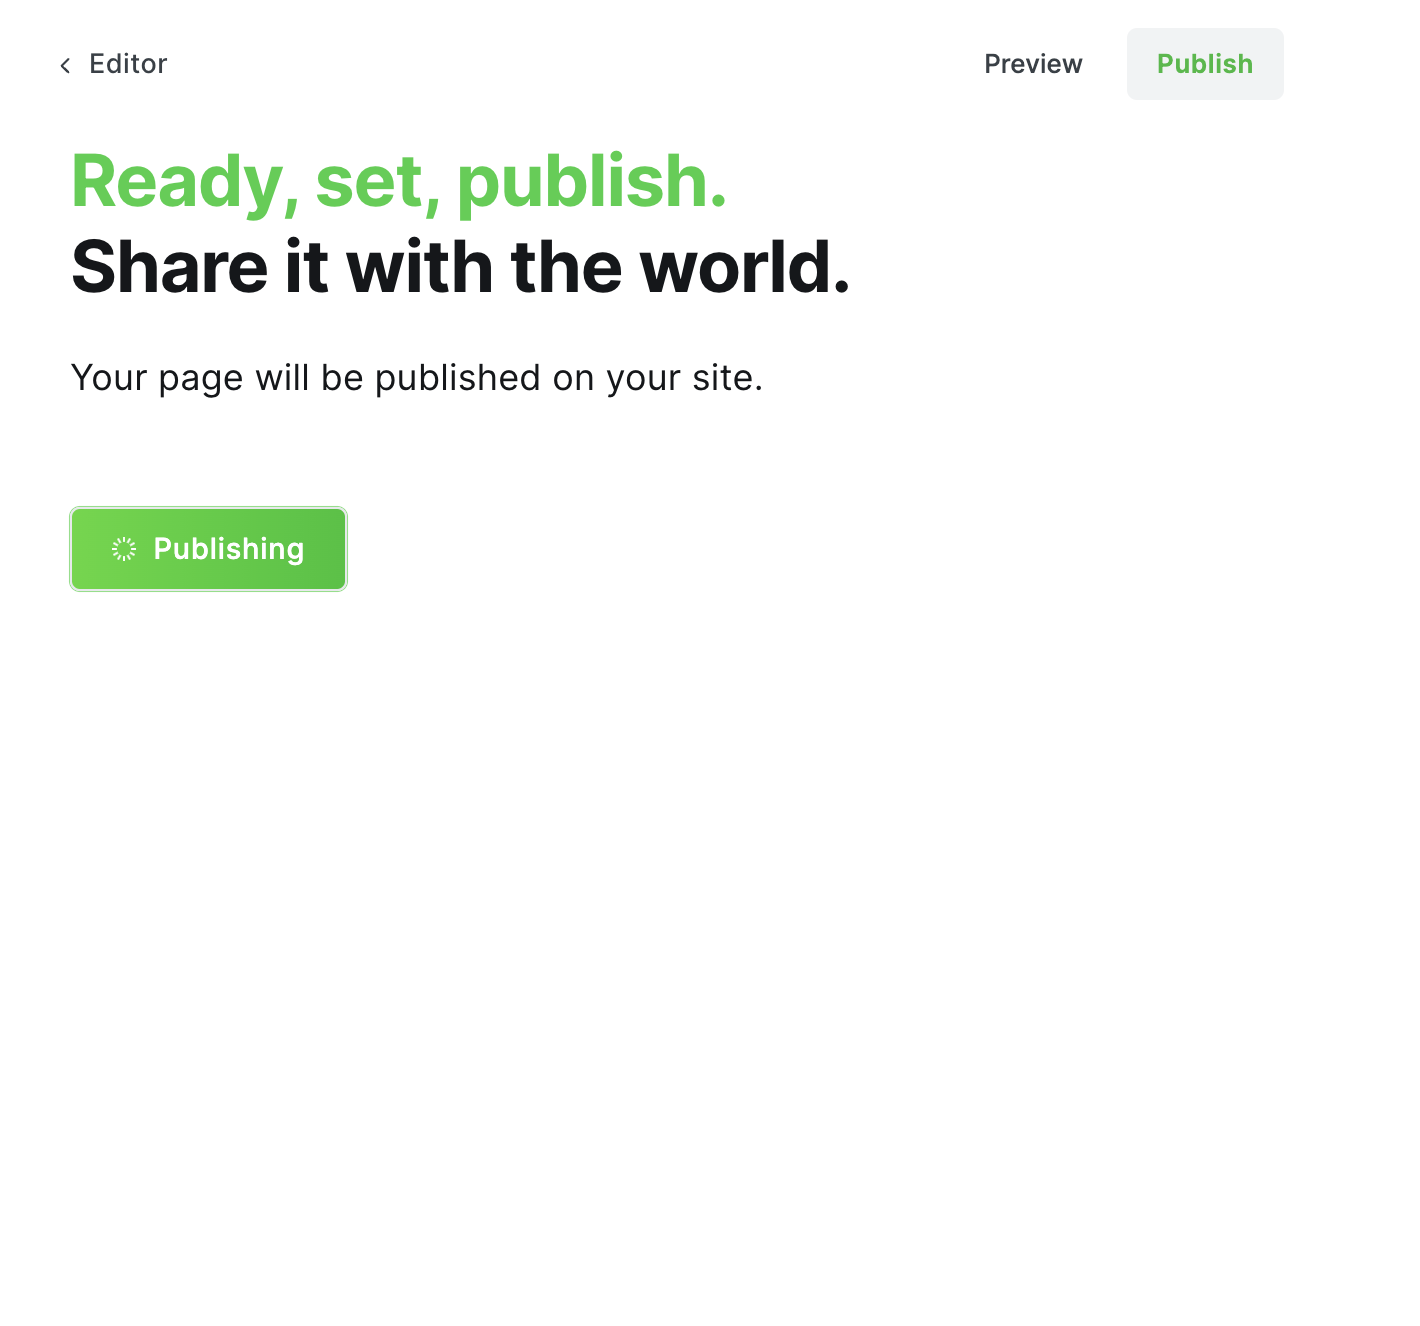 Editor
Preview
Publish
Ready, set, publish.
Share it with the world.
Your page will be published on your site.
Publishing